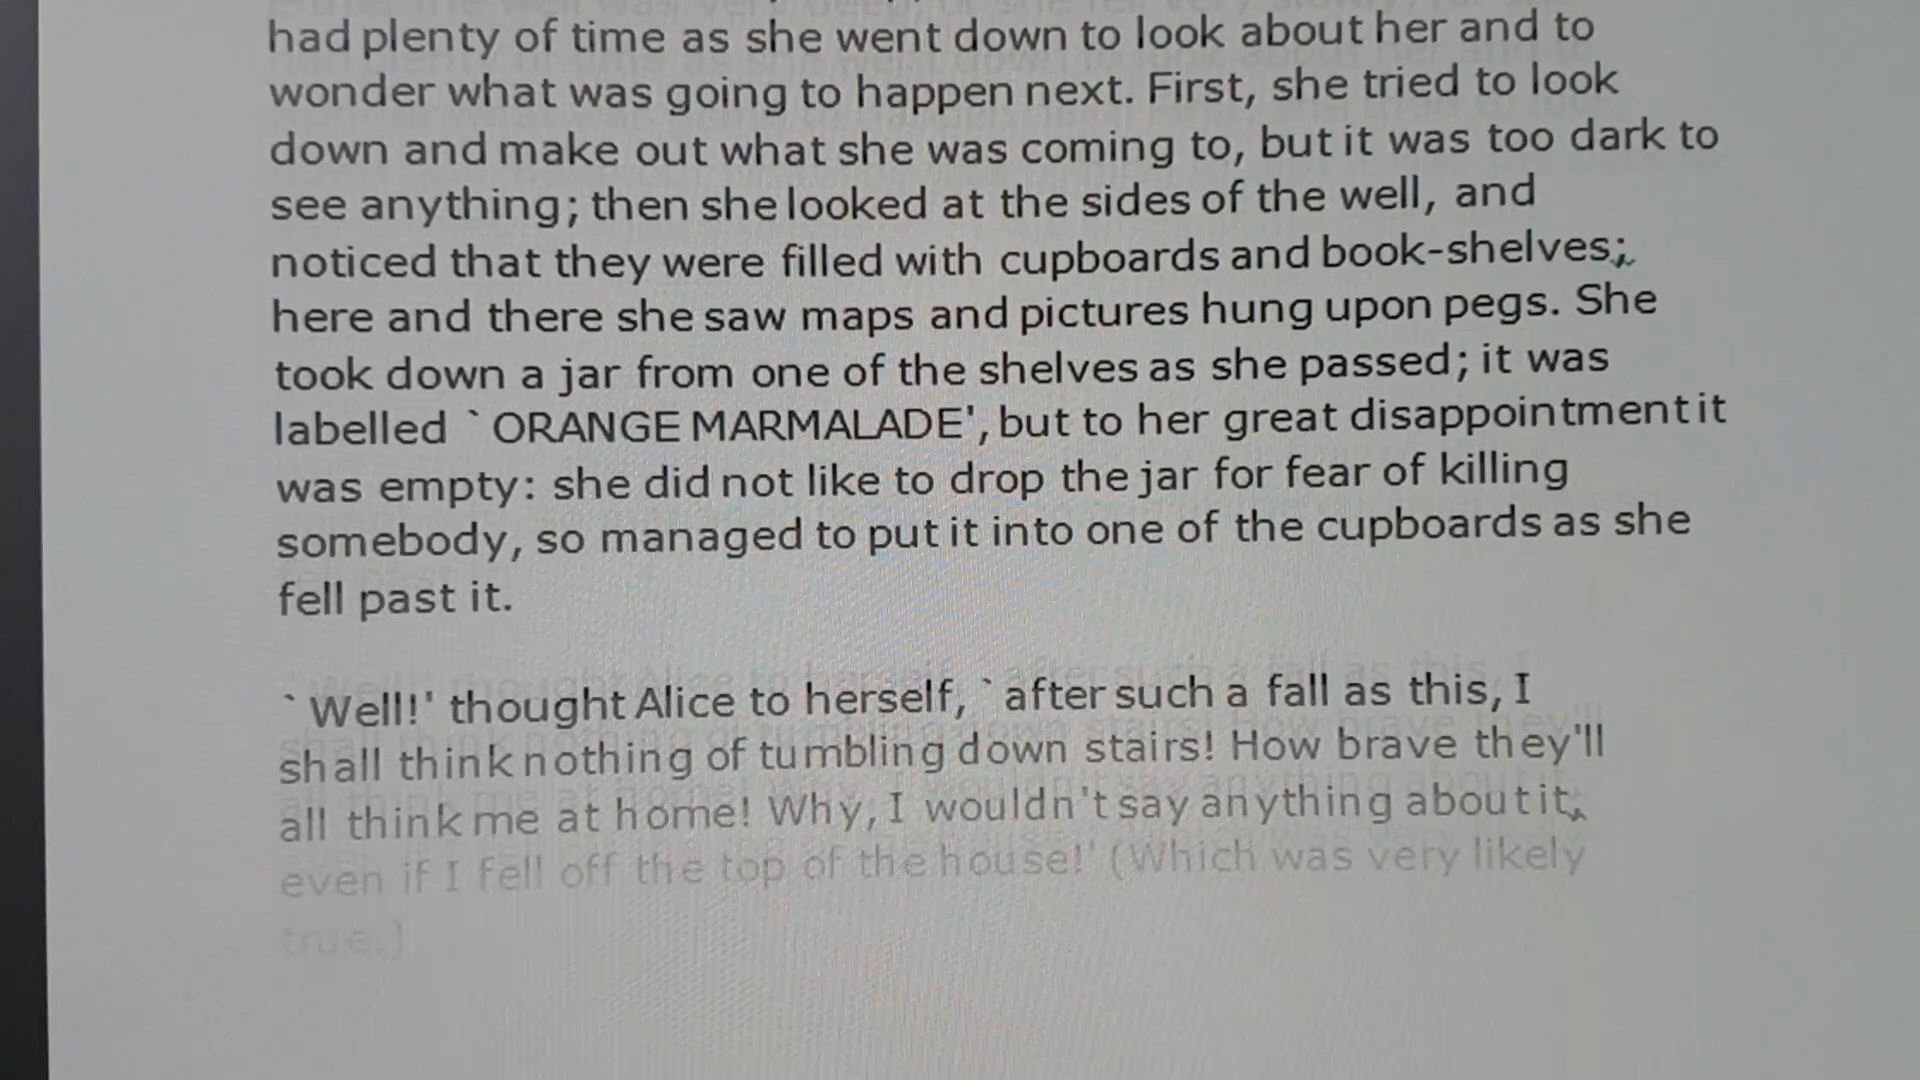 had plenty of time as she went down to look about her and to
wonder what was going to happen next. First, she tried to look
down and make out what she was coming to, but it was too dark to
see anything; then she looked at the sides of the well, and
noticed that they were filled with cupboards and book-shelves;
here and there she saw maps and pictures hung upon pegs. She
took down a jar from one of the shelves as she passed; it was
labelled `ORANGE MARMALADE', but to her great disappointment it
was empty: she did not like to drop the jar for fear of killing
somebody, so managed to put it into one of the cupboards as she
fell past it.
`Well!' thought Alice to herself, `after such a fall as this, I
shall think nothing of tumbling down stairs! How brave they'll
all think me at home! Why, I wouldn't say anything about it,
even if I fell off the top of the house!' (Which was very likely
true.)